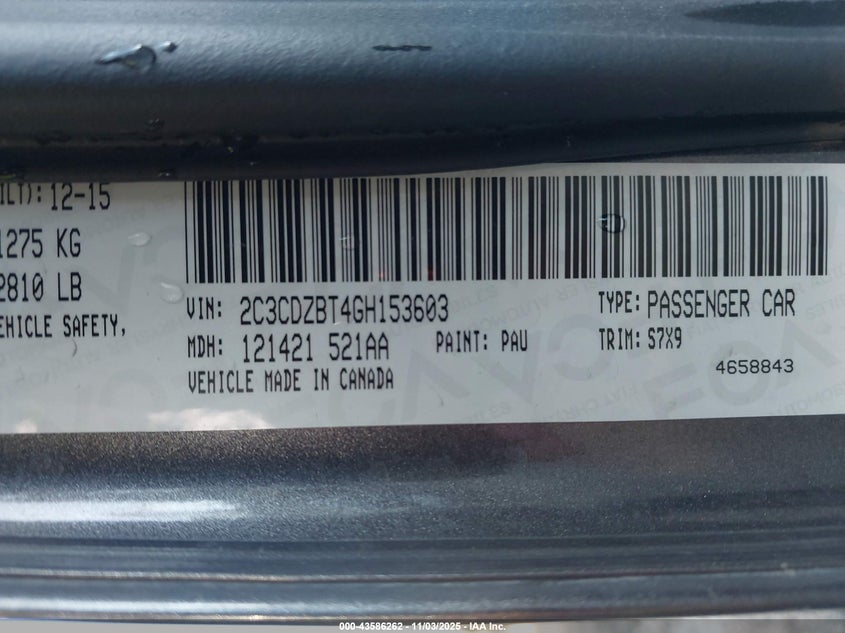 ILT): 12-15
1275 KG
2810 LB
EHICLE SAFETY,
VIN: 2C3CDZBT4GH153603
TYPE: PASSENGER CAR
MDH: 121421 521AA
PAINT: PAU
TRIM: S7X9
VEHICLE MADE IN CANADA
4658843
000-43586262 - 11/03/2025 - IAA Inc.